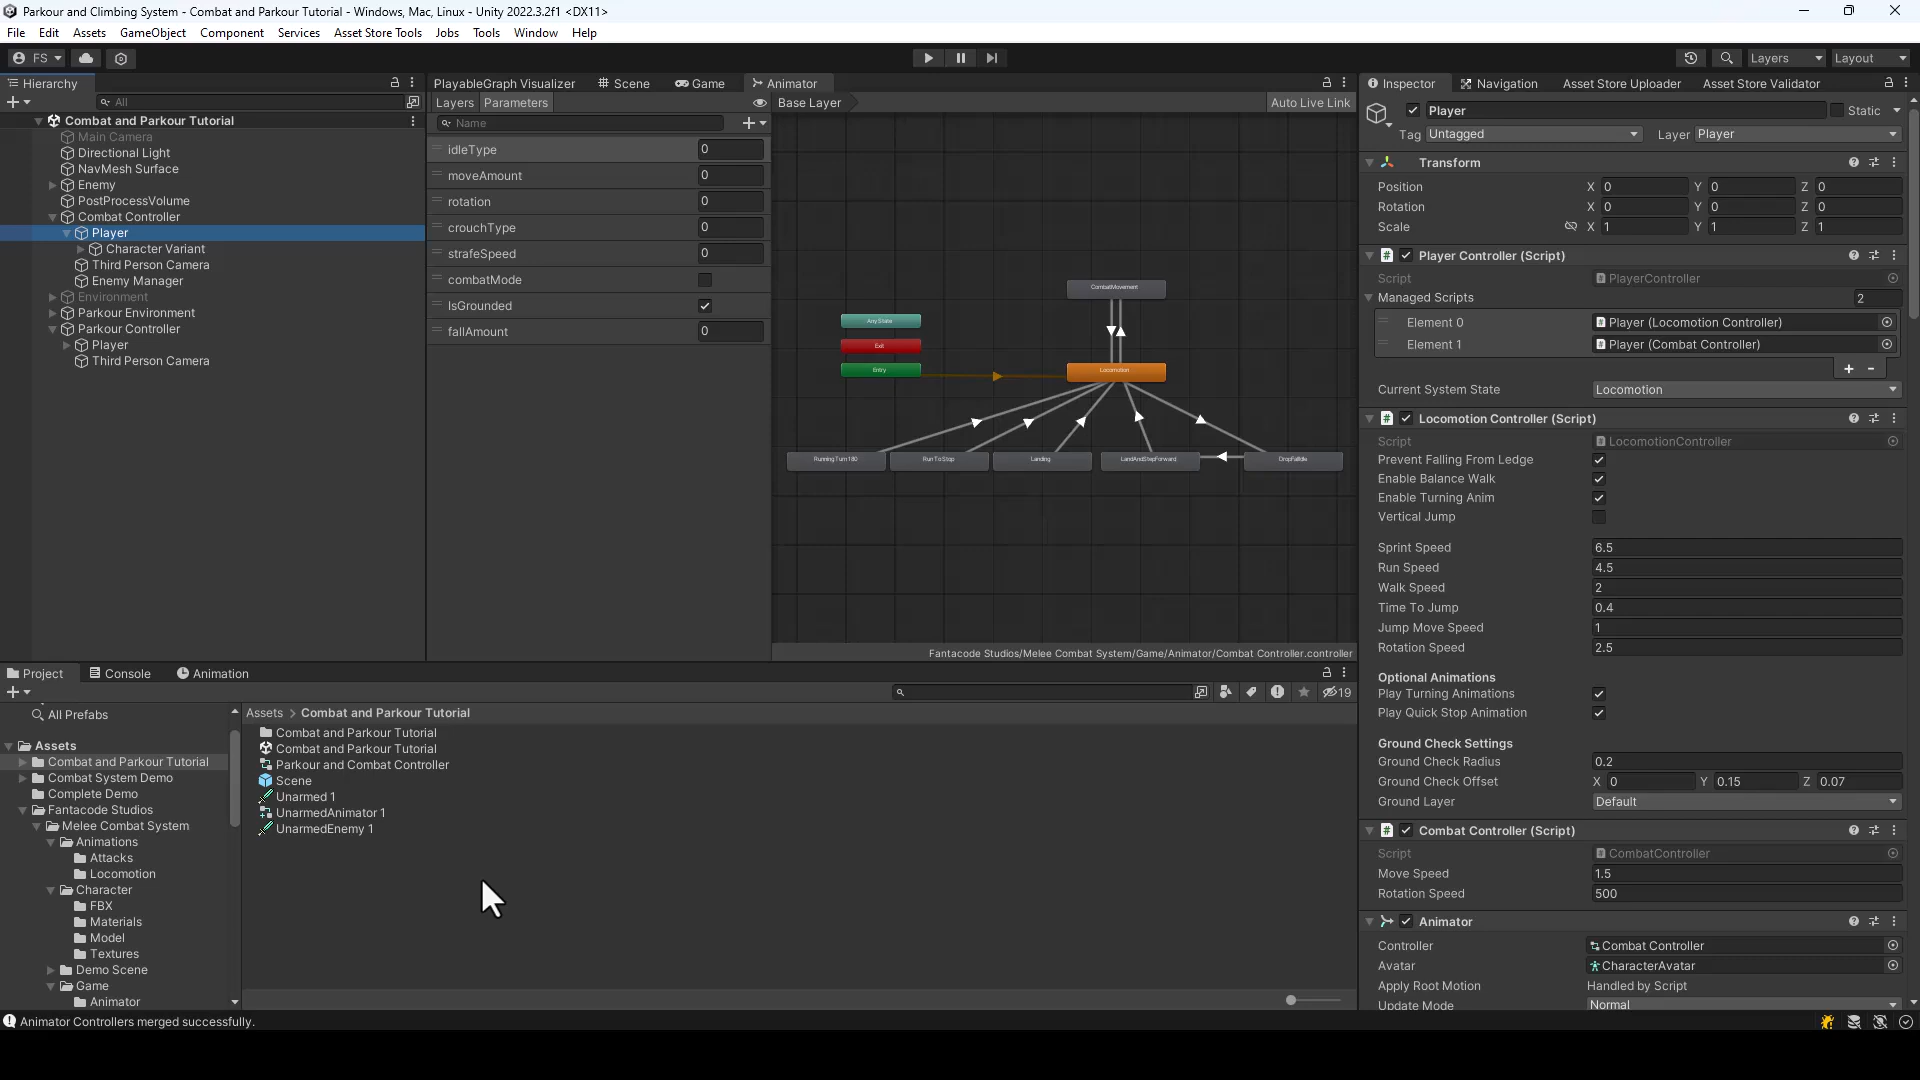 Parkour and Climbing System - Combat and Parkour Tutorial - Windows, Mac, Linux - Unity 2022.3.2f1 <DX11>
File Edit Assets GameObject Component Services Asset Store Tools Jobs Tools Window Help
FS Layers Layout
Hierarchy
All
Combat and Parkour Tutorial
Main Camera
Directional Light
NavMesh Surface
Enemy
PostProcessVolume
Combat Controller
Player
Character Variant
Third Person Camera
Enemy Manager
Environment
Parkour Environment
Parkour Controller
Player
Third Person Camera
PlayableGraph Visualizer Scene Game Animator
Layers Parameters Base Layer Auto Live Link
Name
idleType 0
moveAmount 0
rotation 0
crouchType 0
strafeSpeed 0
combatMode
IsGrounded
fallAmount 0
CombatMovement
Any State
Exit
Entry
Locomotion
RunningTurn180 RunToStop Landing LandAndStepForward DropFallIdle
Fantacode Studios/Melee Combat System/Game/Animator/Combat Controller.controller
Inspector Navigation Asset Store Uploader Asset Store Validator
Player Static
Tag Untagged Layer Player
Transform
Position X 0 Y 0 Z 0
Rotation X 0 Y 0 Z 0
Scale X 1 Y 1 Z 1
Player Controller (Script)
Script PlayerController
Managed Scripts 2
Element 0 Player (Locomotion Controller)
Element 1 Player (Combat Controller)
Current System State Locomotion
Locomotion Controller (Script)
Script LocomotionController
Prevent Falling From Ledge
Enable Balance Walk
Enable Turning Anim
Vertical Jump
Sprint Speed 6.5
Run Speed 4.5
Walk Speed 2
Time To Jump 0.4
Jump Move Speed 1
Rotation Speed 2.5
Optional Animations
Play Turning Animations
Play Quick Stop Animation
Ground Check Settings
Ground Check Radius 0.2
Ground Check Offset X 0 Y 0.15 Z 0.07
Ground Layer Default
Combat Controller (Script)
Script CombatController
Move Speed 1.5
Rotation Speed 500
Animator
Controller Combat Controller
Avatar CharacterAvatar
Apply Root Motion Handled by Script
Update Mode Normal
Project Console Animation
19
All Prefabs
Assets
Combat and Parkour Tutorial
Combat System Demo
Complete Demo
Fantacode Studios
Melee Combat System
Animations
Attacks
Locomotion
Character
FBX
Materials
Model
Textures
Demo Scene
Game
Animator
Assets > Combat and Parkour Tutorial
Combat and Parkour Tutorial
Combat and Parkour Tutorial
Parkour and Combat Controller
Scene
Unarmed 1
UnarmedAnimator 1
UnarmedEnemy 1
Animator Controllers merged successfully.